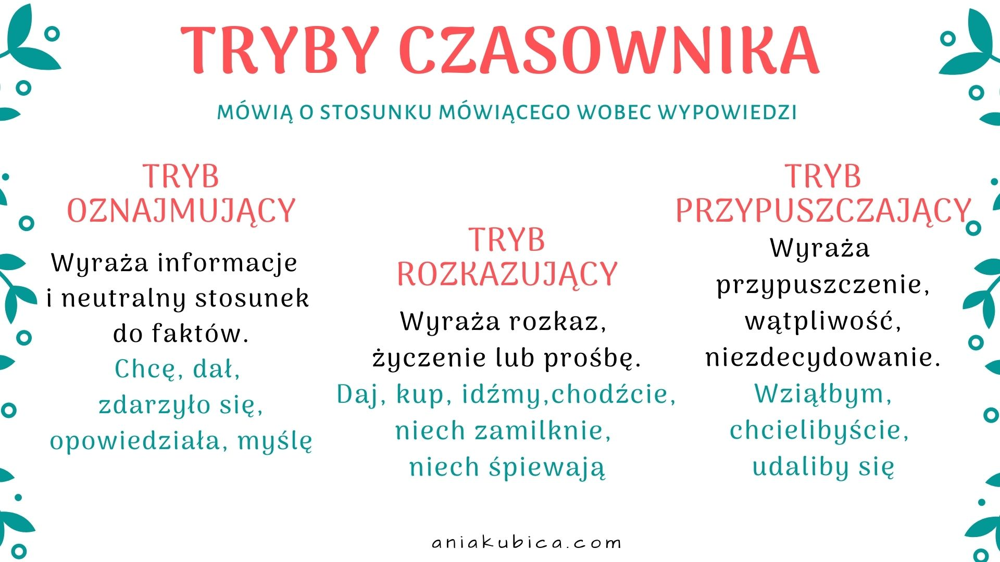 TRYBY CZASOWNIKA
MÓWIĄ O STOSUNKU MÓWIĄCEGO WOBEC WYPOWIEDZI
TRYB
OZNAJMUJĄCY
Wyraża informacje
i neutralny stosunek
do faktów.
Chcę, dał,
zdarzyło się,
opowiedziała, myślę
TRYB
ROZKAZUJĄCY
Wyraża rozkaz,
życzenie lub prośbę.
Daj, kup, idźmy,chodźcie,
niech zamilknie,
niech śpiewają
TRYB
PRZYPUSZCZAJĄCY
Wyraża
przypuszczenie,
wątpliwość,
niezdecydowanie.
Wziąłbym,
chcielibyście,
udaliby się
aniakubica.com